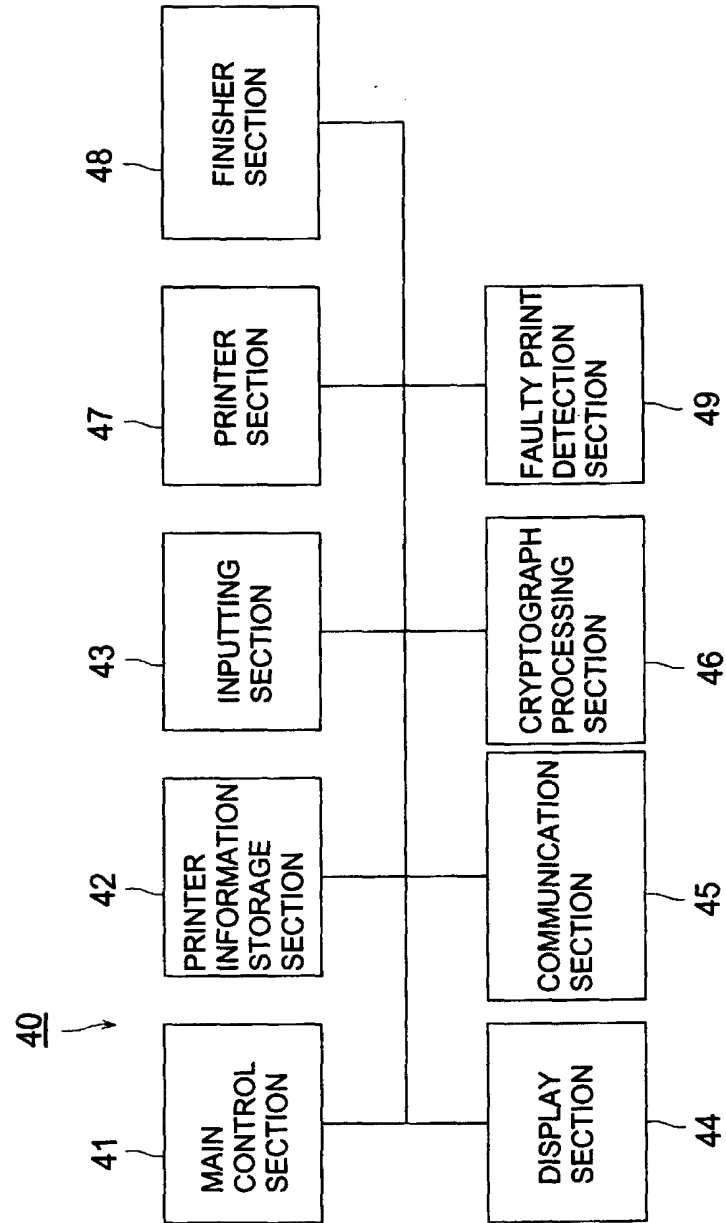 40
41
MAIN
CONTROL
SECTION
42
PRINTER
INFORMATION
STORAGE
SECTION
43
INPUTTING
SECTION
47
PRINTER
SECTION
48
FINISHER
SECTION
DISPLAY
SECTION
44
COMMUNICATION
SECTION
45
CRYPTOGRAPH
PROCESSING
SECTION
46
FAULTY PRINT
DETECTION
SECTION
49